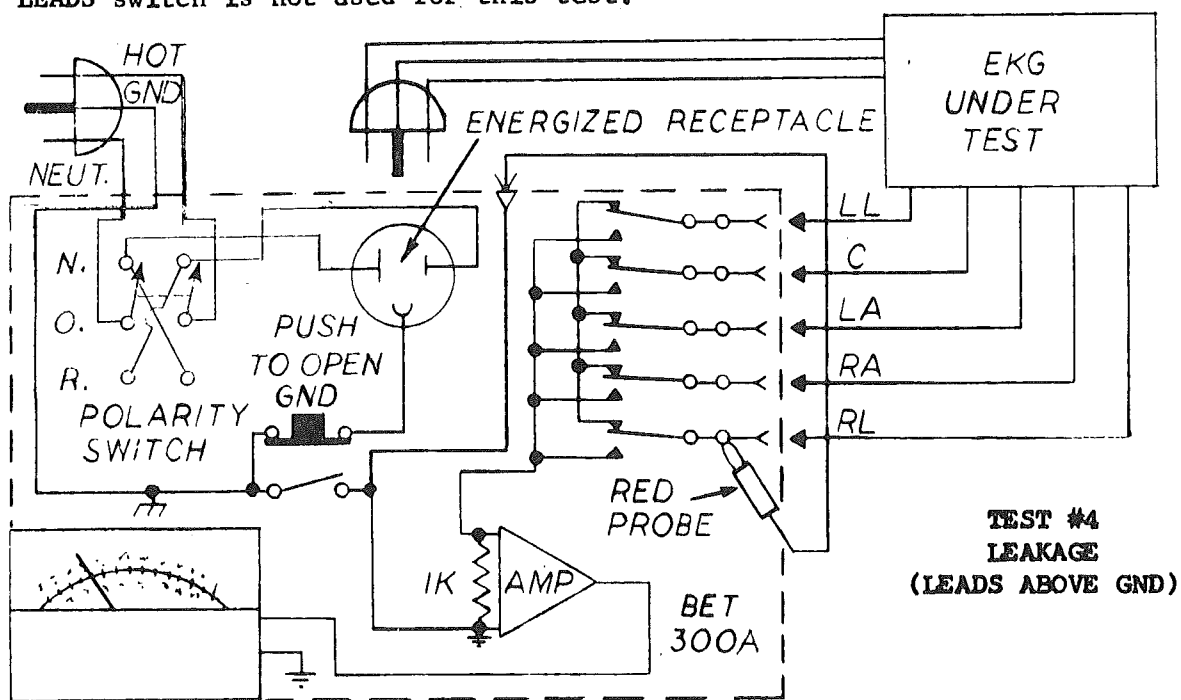 LEADS switch is not used for this test.
HOT
GND
NEUT.
ENERGIZED RECEPTACLE
EKG
UNDER
TEST
N.
O.
R.
POLARITY
SWITCH
PUSH
TO OPEN
GND
LL
C
LA
RA
RL
RED
PROBE
1K
AMP
BET
300A
TEST #4
LEAKAGE
(LEADS ABOVE GND)